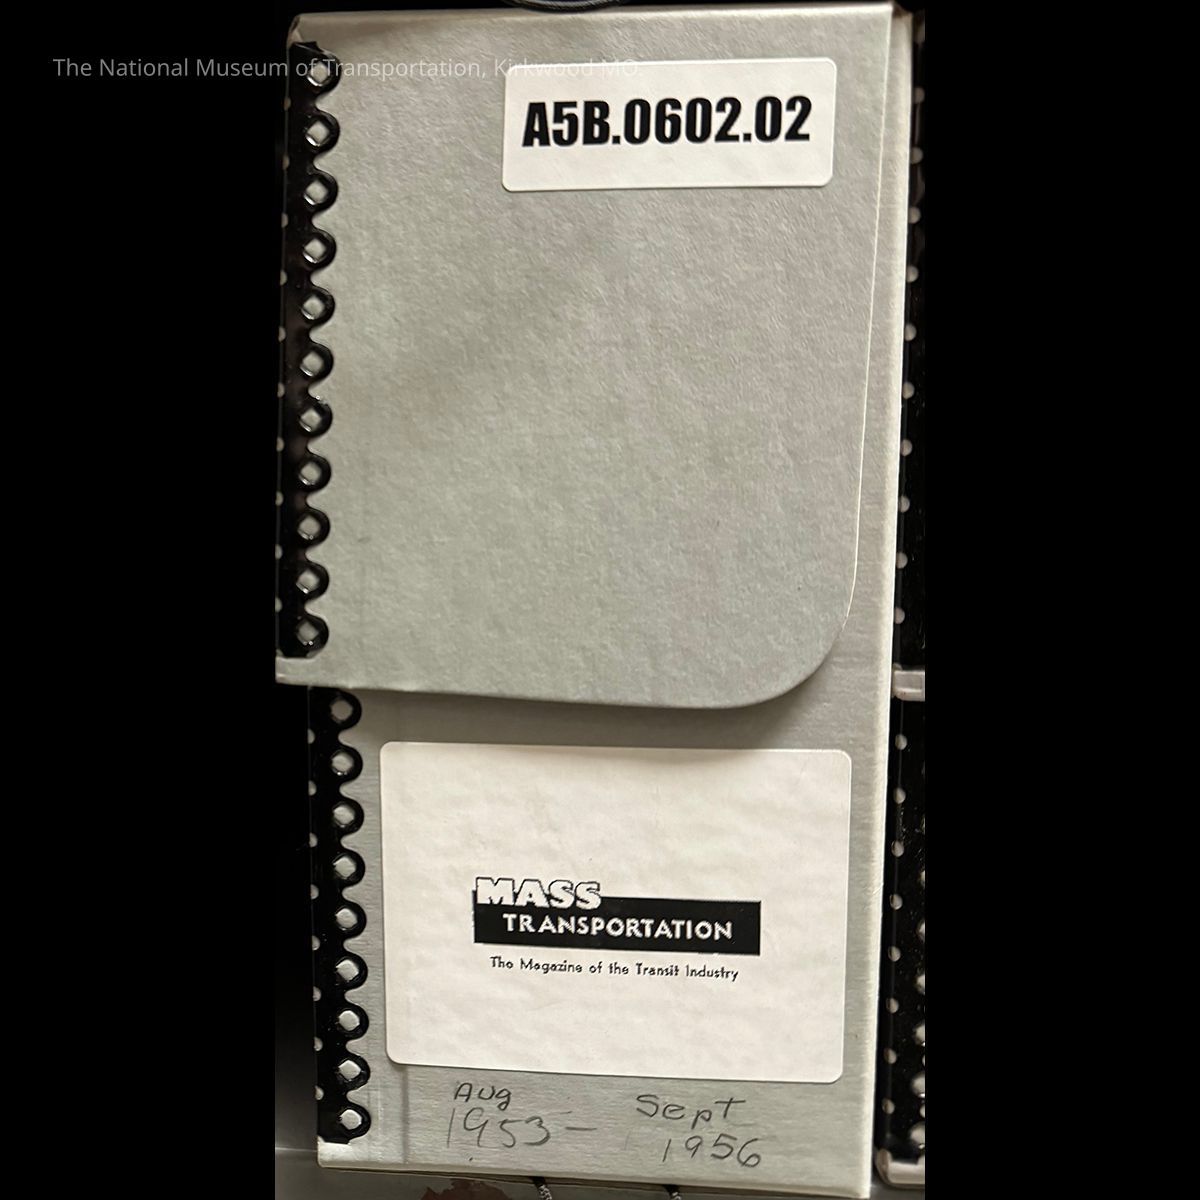 The National Museum of Transportation, Kirkwood MO.
A5B.0602.02
MASS
TRANSPORTATION
The Magazine of the Transit Industry
Aug Sept
1953 – 1956